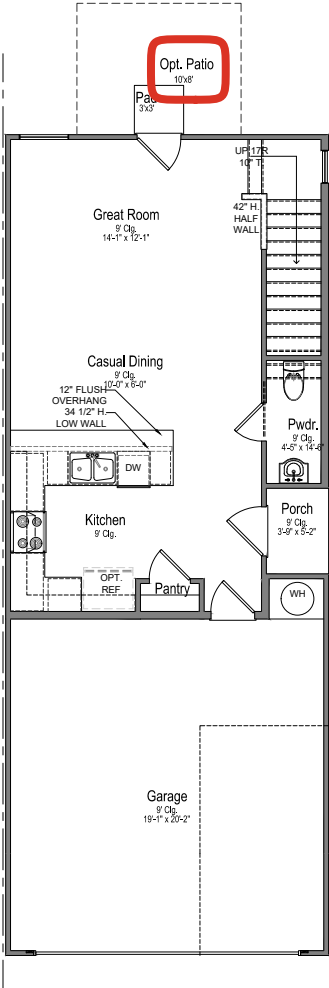 Opt. Patio
10'x8'
Pad
3'x3'
UP 17R
10" T.
Great Room
9' Clg.
14'-1" x 12'-1"
42" H.
HALF
WALL
Casual Dining
9' Clg.
10'-0" x 6'-0"
12" FLUSH
OVERHANG
34 1/2" H.
LOW WALL
Pwdr.
9' Clg.
4'-5" x 14'-6"
DW
Kitchen
9' Clg.
Porch
9' Clg.
3'-9" x 5'-2"
OPT.
REF
Pantry
WH
Garage
9' Clg.
19'-1" x 20'-2"